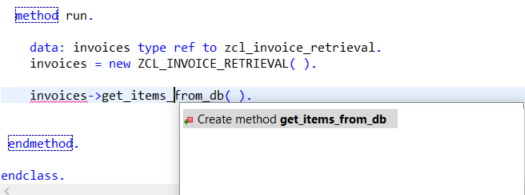 method run.
data: invoices type ref to zcl_invoice_retrieval.
invoices = new ZCL_INVOICE_RETRIEVAL( ).
invoices->get_items_from_db( ).
Create method get_items_from_db
endmethod.
endclass.